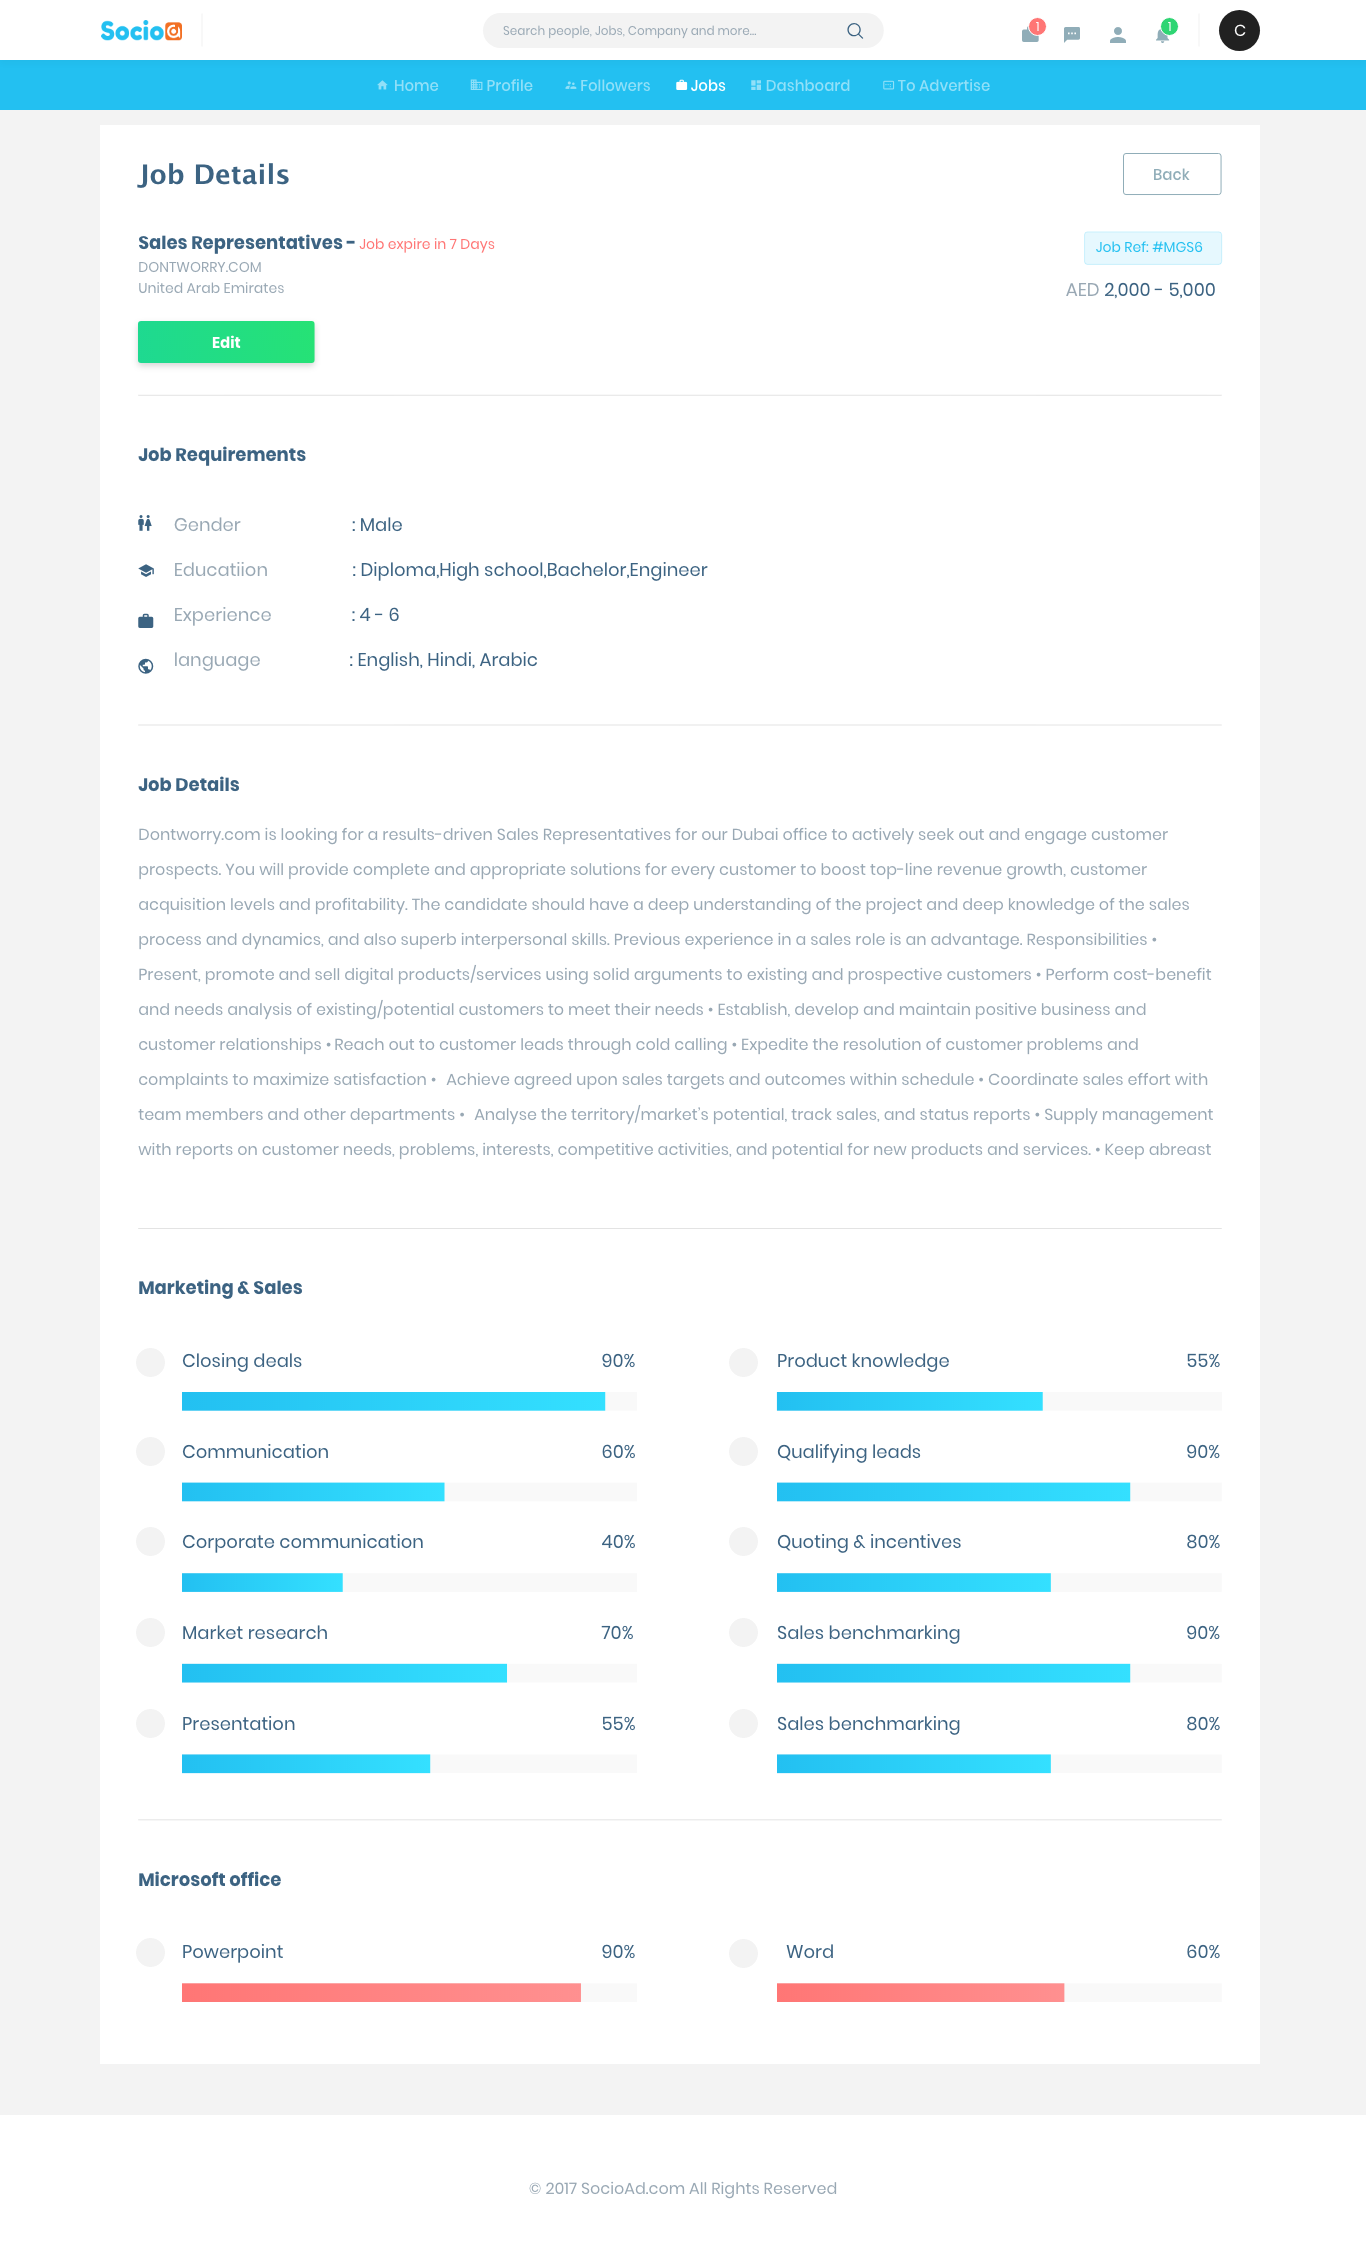 Socioa
Search people, Jobs, Company and more...
1
1
C
Home
Profile
Followers
Jobs
Dashboard
To Advertise
Job Details
Back
Sales Representatives - Job expire in 7 Days
Job Ref: #MGS6
DONTWORRY.COM
United Arab Emirates
AED 2,000 - 5,000
Edit
Job Requirements
Gender : Male
Educatiion : Diploma,High school,Bachelor,Engineer
Experience : 4 - 6
language : English, Hindi, Arabic
Job Details
Dontworry.com is looking for a results-driven Sales Representatives for our Dubai office to actively seek out and engage customer
prospects. You will provide complete and appropriate solutions for every customer to boost top-line revenue growth, customer
acquisition levels and profitability. The candidate should have a deep understanding of the project and deep knowledge of the sales
process and dynamics, and also superb interpersonal skills. Previous experience in a sales role is an advantage. Responsibilities •
Present, promote and sell digital products/services using solid arguments to existing and prospective customers • Perform cost-benefit
and needs analysis of existing/potential customers to meet their needs • Establish, develop and maintain positive business and
customer relationships • Reach out to customer leads through cold calling • Expedite the resolution of customer problems and
complaints to maximize satisfaction • Achieve agreed upon sales targets and outcomes within schedule • Coordinate sales effort with
team members and other departments • Analyse the territory/market's potential, track sales, and status reports • Supply management
with reports on customer needs, problems, interests, competitive activities, and potential for new products and services. • Keep abreast
Marketing & Sales
Closing deals 90%
Product knowledge 55%
Communication 60%
Qualifying leads 90%
Corporate communication 40%
Quoting & incentives 80%
Market research 70%
Sales benchmarking 90%
Presentation 55%
Sales benchmarking 80%
Microsoft office
Powerpoint 90%
Word 60%
© 2017 SocioAd.com All Rights Reserved